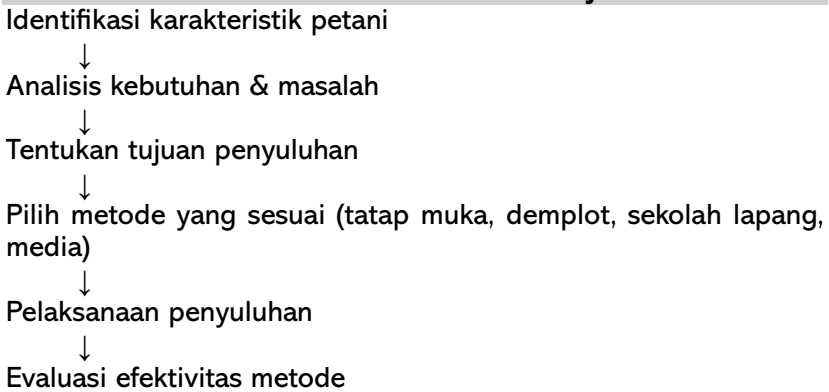 Identifikasi karakteristik petani
↓
Analisis kebutuhan & masalah
↓
Tentukan tujuan penyuluhan
↓
Pilih metode yang sesuai (tatap muka, demplot, sekolah lapang,
media)
↓
Pelaksanaan penyuluhan
↓
Evaluasi efektivitas metode